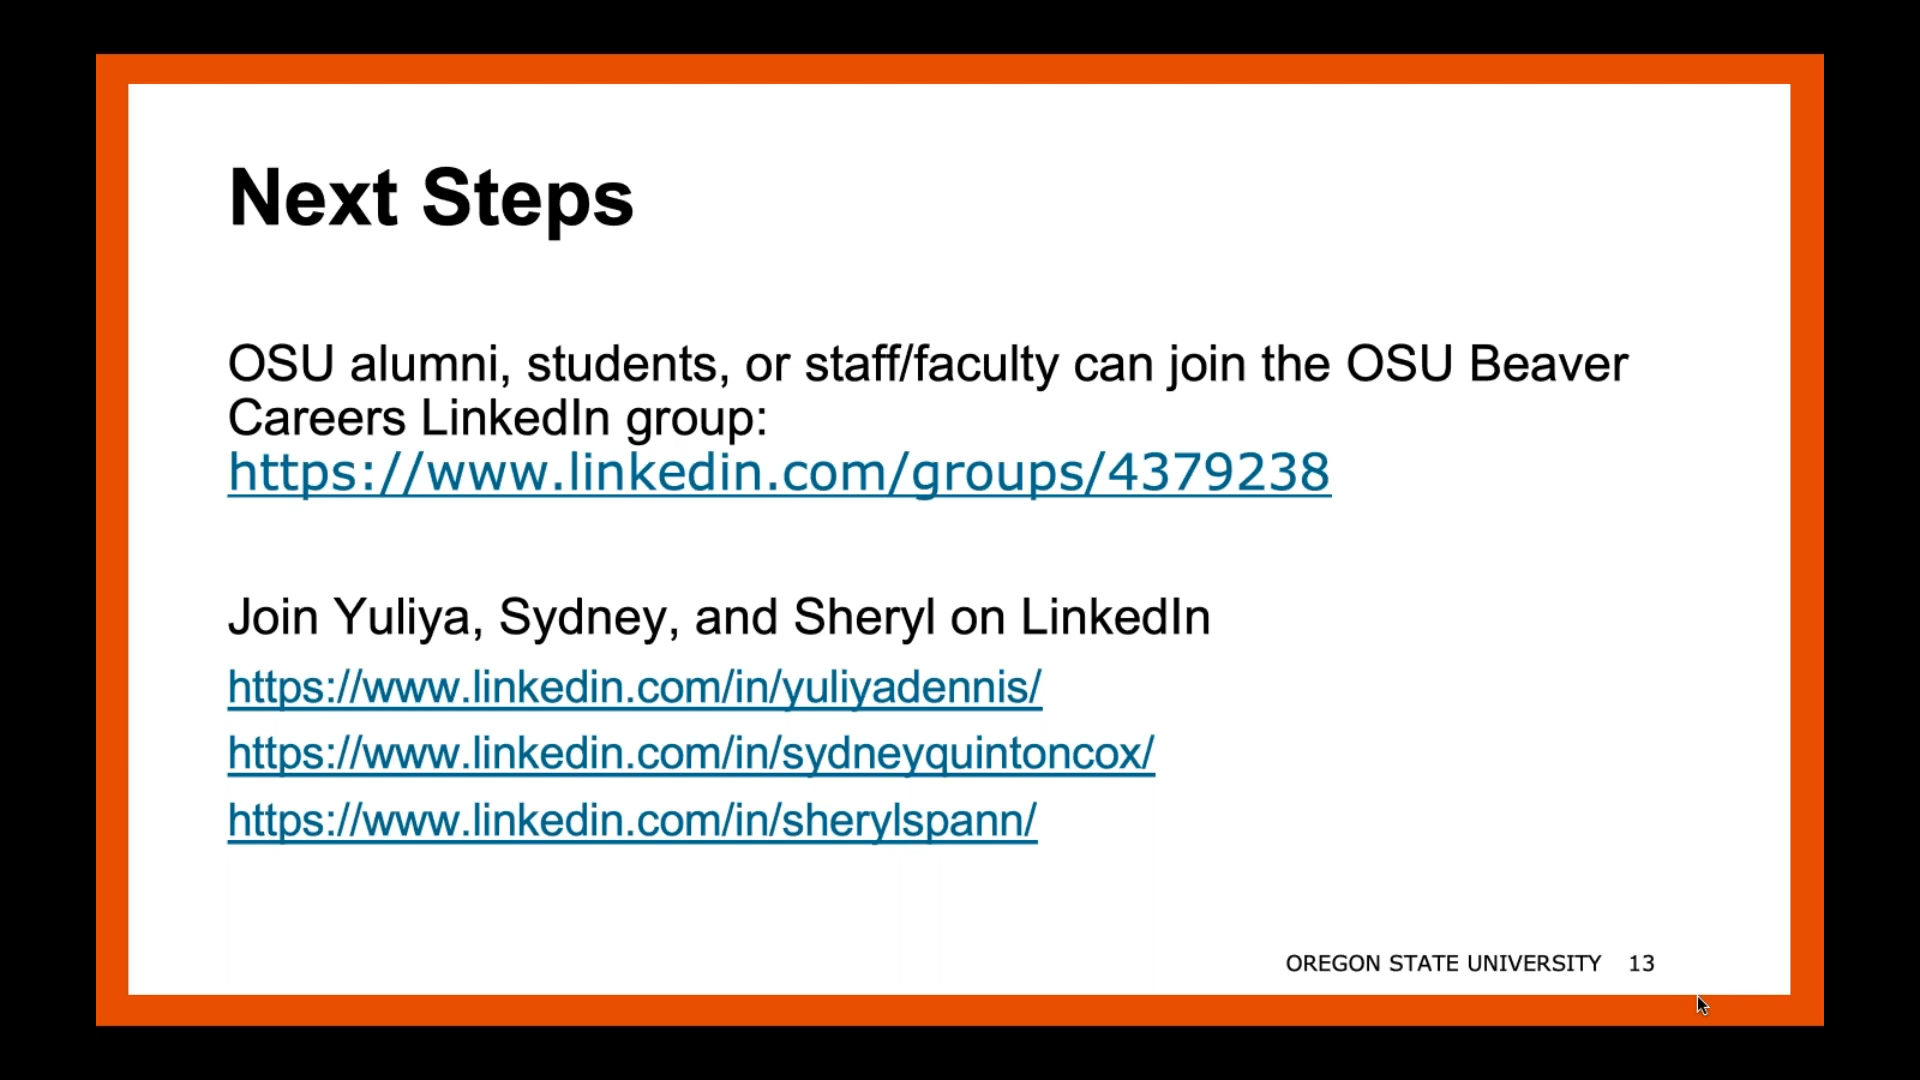 Next Steps
OSU alumni, students, or staff/faculty can join the OSU Beaver
Careers LinkedIn group:
https://www.linkedin.com/groups/4379238
Join Yuliya, Sydney, and Sheryl on LinkedIn
https://www.linkedin.com/in/yuliyadennis/
https://www.linkedin.com/in/sydneyquintoncox/
https://www.linkedin.com/in/sherylspann/
OREGON STATE UNIVERSITY 13